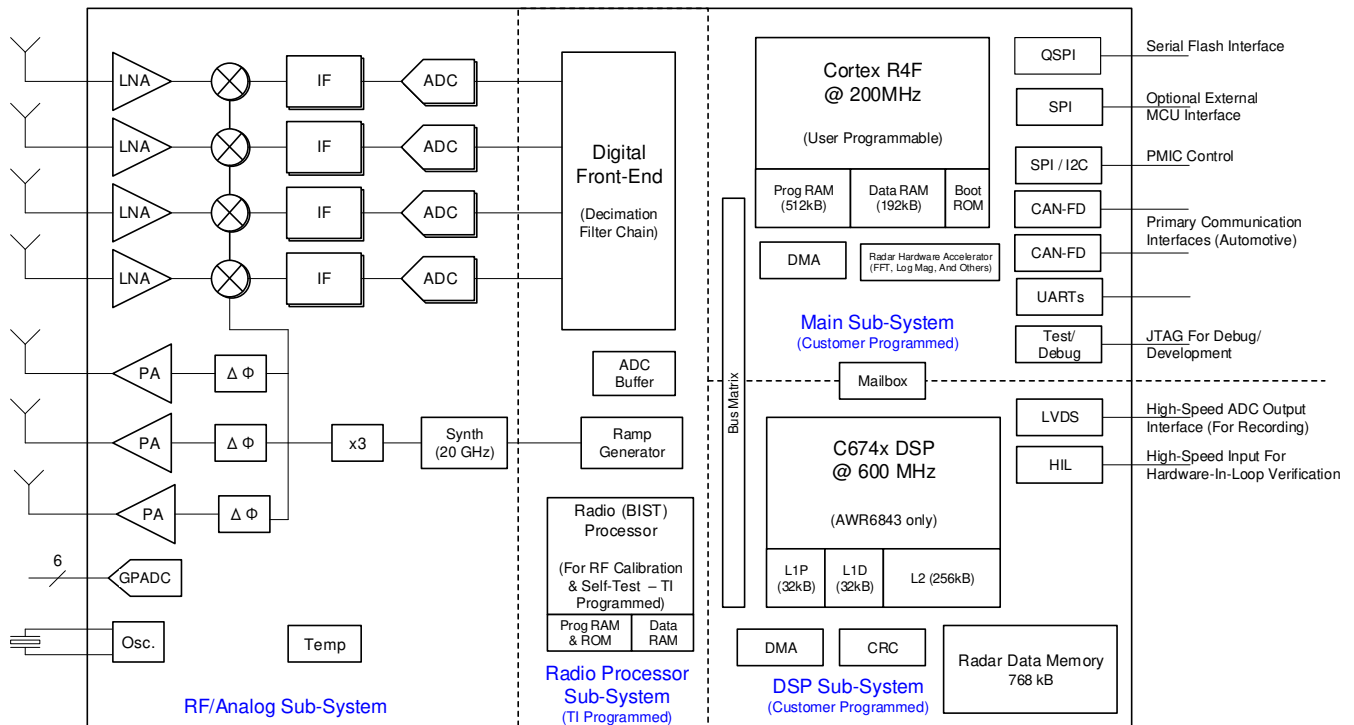 LNA
IF
ADC
LNA
IF
ADC
LNA
IF
ADC
LNA
IF
ADC
PA
Δ Φ
PA
Δ Φ
x3
Synth
(20 GHz)
PA
Δ Φ
6
GPADC
Osc.
Temp
RF/Analog Sub-System
Digital
Front-End
(Decimation
Filter Chain)
ADC
Buffer
Ramp
Generator
Radio (BIST)
Processor
(For RF Calibration
& Self-Test – TI
Programmed)
Prog RAM
& ROM
Data
RAM
Radio Processor
Sub-System
(TI Programmed)
Bus Matrix
Cortex R4F
@ 200MHz
(User Programmable)
Prog RAM
(512kB)
Data RAM
(192kB)
Boot
ROM
DMA
Radar Hardware Accelerator
(FFT, Log Mag, And Others)
Main Sub-System
(Customer Programmed)
Mailbox
C674x DSP
@ 600 MHz
(AWR6843 only)
L1P
(32kB)
L1D
(32kB)
L2 (256kB)
DMA
CRC
DSP Sub-System
(Customer Programmed)
Radar Data Memory
768 kB
QSPI
Serial Flash Interface
SPI
Optional External
MCU Interface
SPI / I2C
PMIC Control
CAN-FD
CAN-FD
Primary Communication
Interfaces (Automotive)
UARTs
Test/
Debug
JTAG For Debug/
Development
LVDS
High-Speed ADC Output
Interface (For Recording)
HIL
High-Speed Input For
Hardware-In-Loop Verification